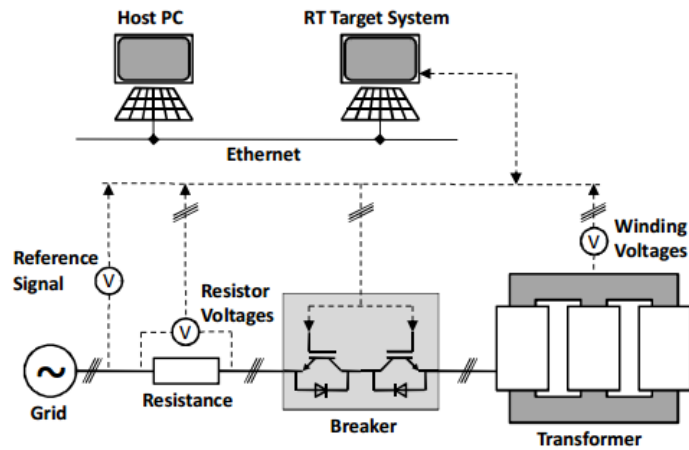 Host PC
RT Target System
Ethernet
Winding
Voltages
V
Reference
Signal
V
Resistor
Voltages
V
~
Grid
Resistance
Breaker
Transformer